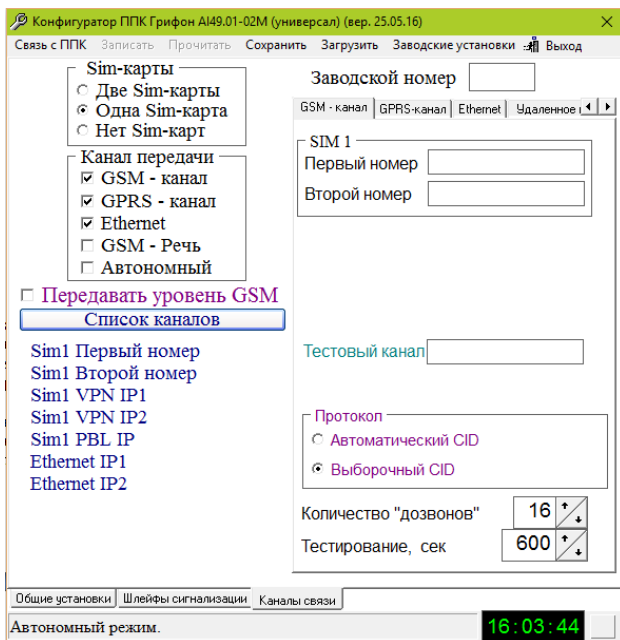 Конфигуратор ППК Грифон AI49.01-02М (универсал) (вер. 25.05.16)
Связь с ППК Записать Прочитать Сохранить Загрузить Заводские установки Выход
Sim-карты
Две Sim-карты
Одна Sim-карта
Нет Sim-карт
Канал передачи
GSM - канал
GPRS - канал
Ethernet
GSM - Речь
Автономный
Передавать уровень GSM
Список каналов
Sim1 Первый номер
Sim1 Второй номер
Sim1 VPN IP1
Sim1 VPN IP2
Sim1 PBL IP
Ethernet IP1
Ethernet IP2
Заводской номер
GSM - канал GPRS-канал Ethernet Удаленное
SIM 1
Первый номер
Второй номер
Тестовый канал
Протокол
Автоматический CID
Выборочный CID
Количество "дозвонов" 16
Тестирование, сек 600
Общие установки Шлейфы сигнализации Каналы связи
Автономный режим. 16:03:44